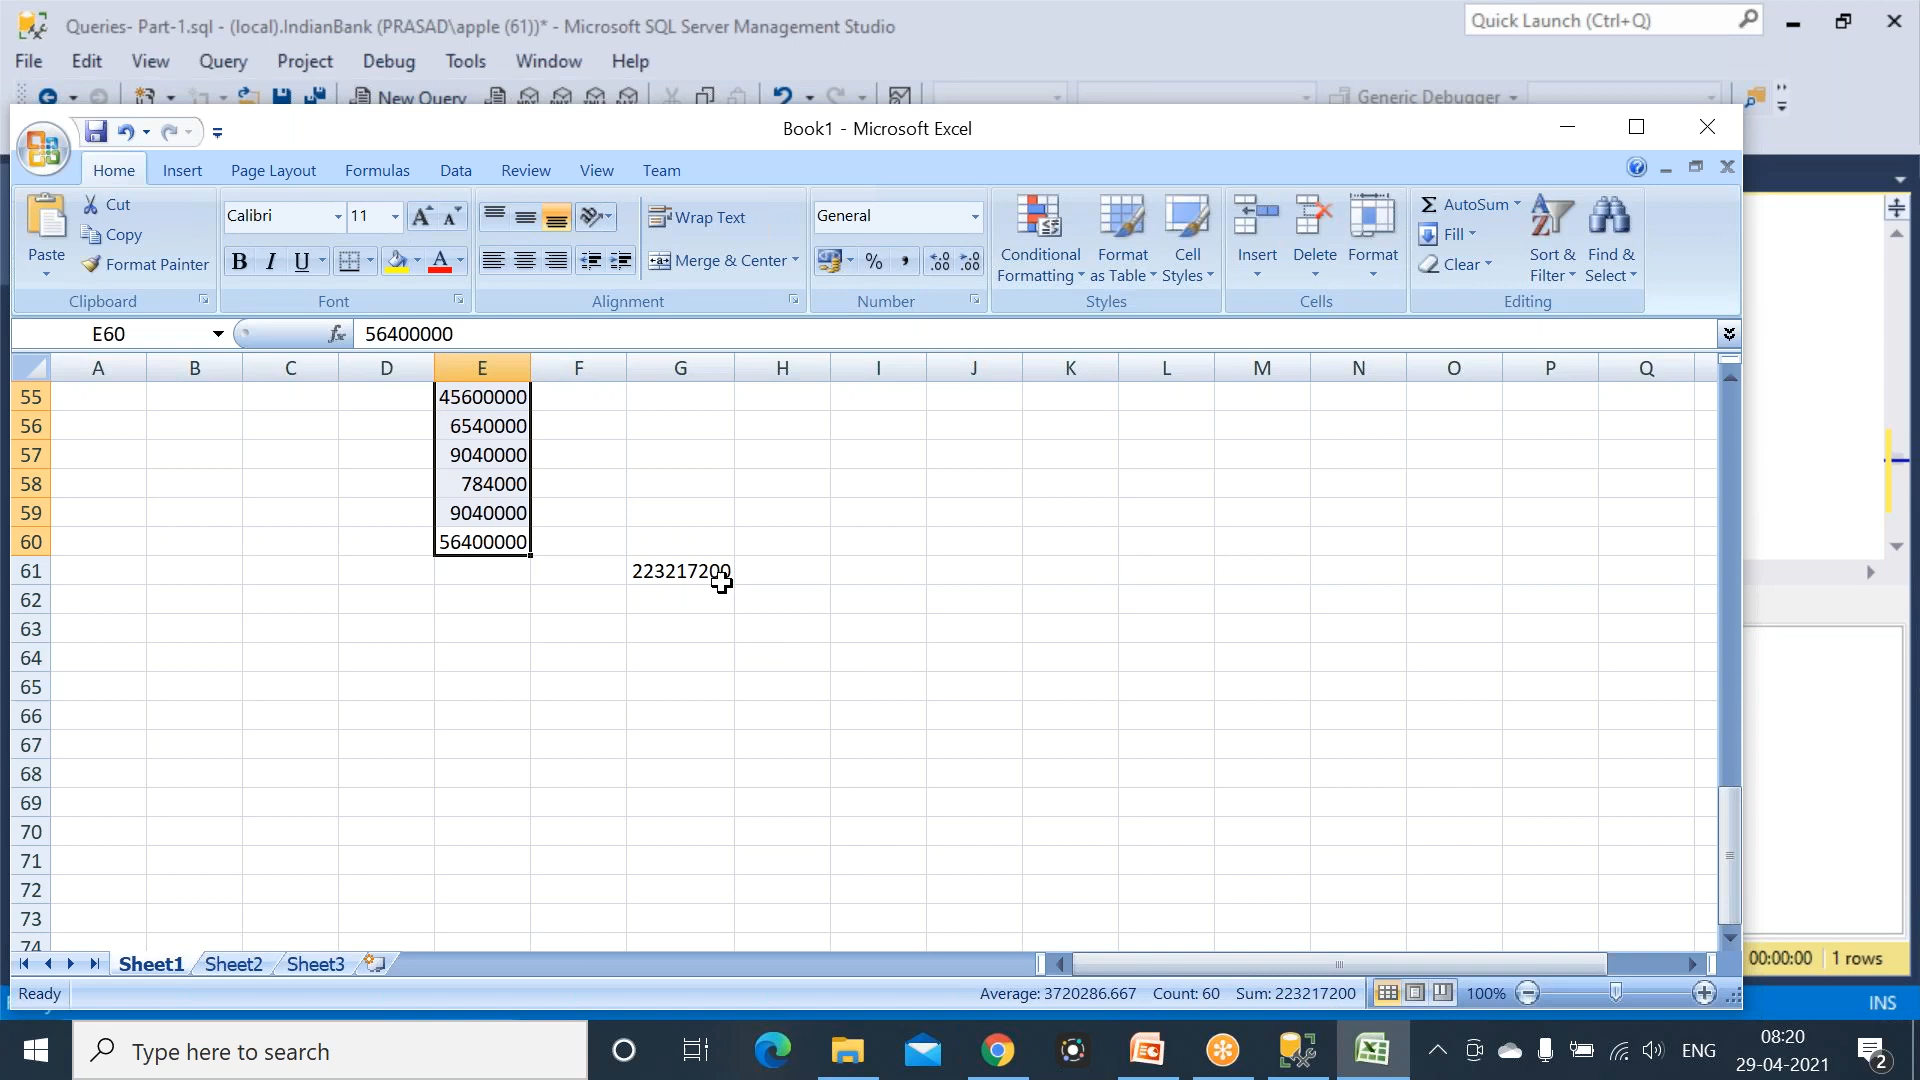 Queries- Part-1.sql - (local).IndianBank (PRASAD\apple (61))* - Microsoft SQL Server Management Studio
Quick Launch (Ctrl+Q)
File Edit View Query Project Debug Tools Window Help
New Query Generic Debugger
Book1 - Microsoft Excel
Home Insert Page Layout Formulas Data Review View Team
Paste Cut Copy Format Painter Clipboard
Calibri 11 B I U A Font
Wrap Text Merge & Center Alignment
General % , Number
Conditional Formatting Format as Table Cell Styles Styles
Insert Delete Format Cells
Σ AutoSum Fill Clear Sort & Filter Find & Select Editing
E60 fx 56400000
A B C D E F G H I J K L M N O P Q
55 45600000
56 6540000
57 9040000
58 784000
59 9040000
60 56400000
61 223217200
62
63
64
65
66
67
68
69
70
71
72
73
74
Sheet1 Sheet2 Sheet3
00:00:00 1 rows
Ready Average: 3720286.667 Count: 60 Sum: 223217200 100%
INS
Type here to search
ENG 08:20
29-04-2021 2